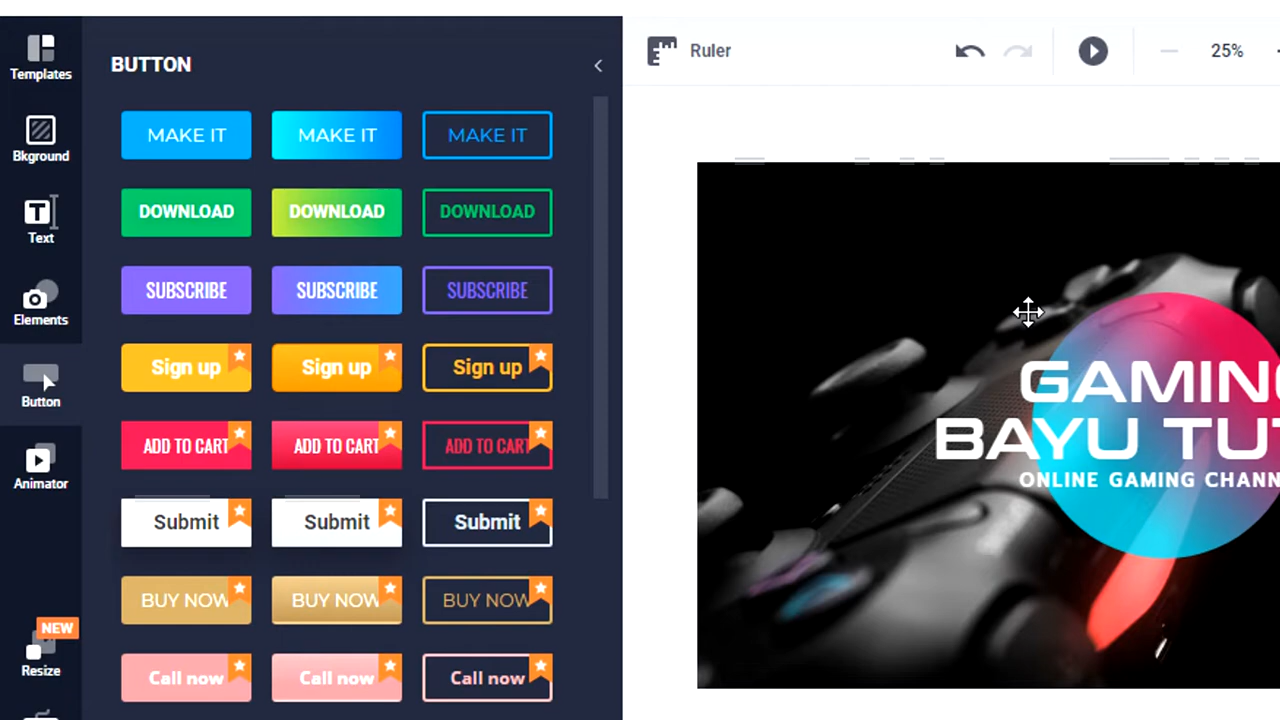 Templates
Bkground
Text
Elements
Button
Animator
NEW
Resize
BUTTON
MAKE IT MAKE IT MAKE IT
DOWNLOAD DOWNLOAD DOWNLOAD
SUBSCRIBE SUBSCRIBE SUBSCRIBE
Sign up Sign up Sign up
ADD TO CART ADD TO CART ADD TO CART
Submit Submit Submit
BUY NOW BUY NOW BUY NOW
Call now Call now Call now
Ruler 25%
GAMING
BAYU TUT
ONLINE GAMING CHANN